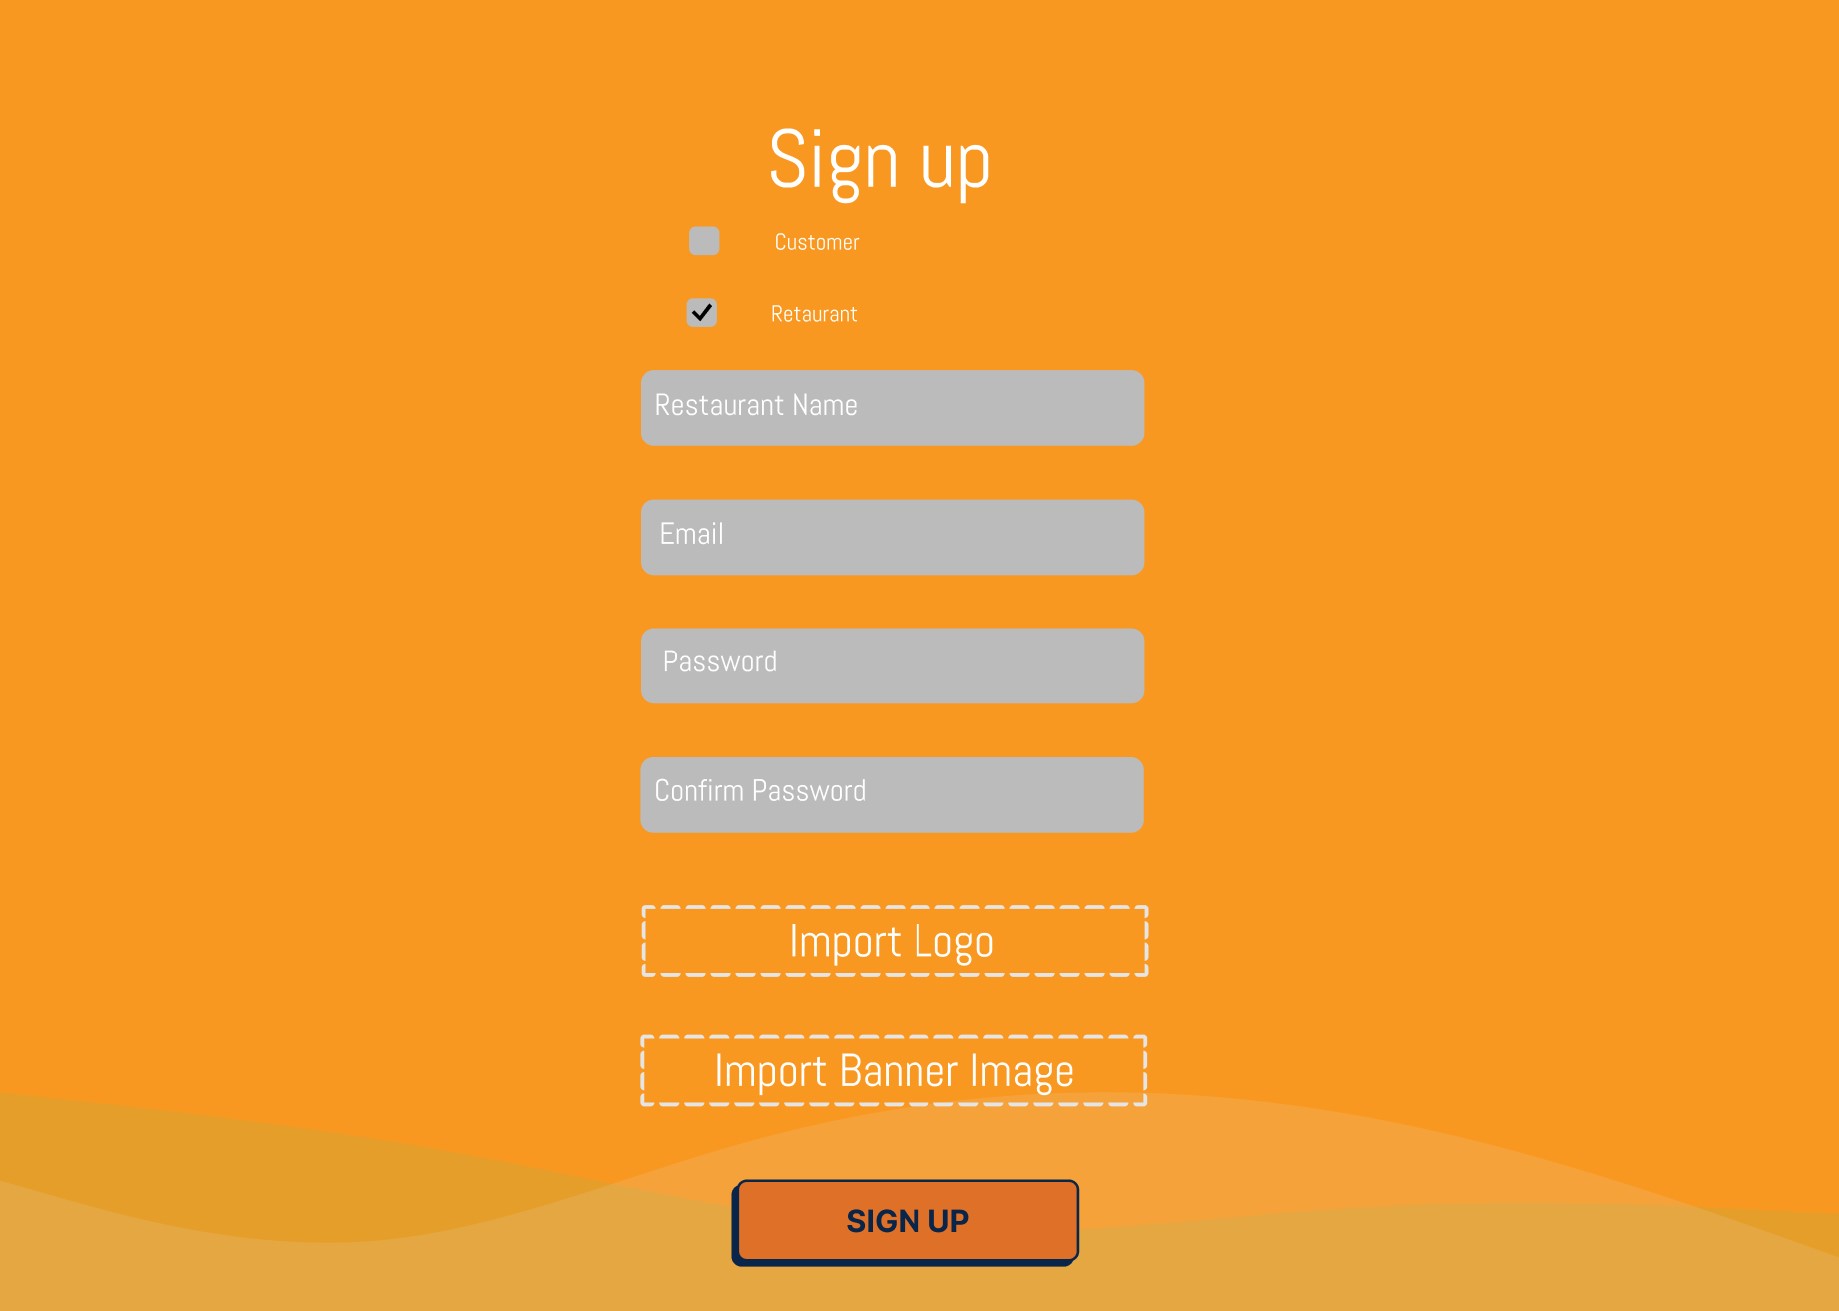 Sign up
Customer
Retaurant
Restaurant Name
Email
Password
Confirm Password
Import Logo
Import Banner Image
SIGN UP